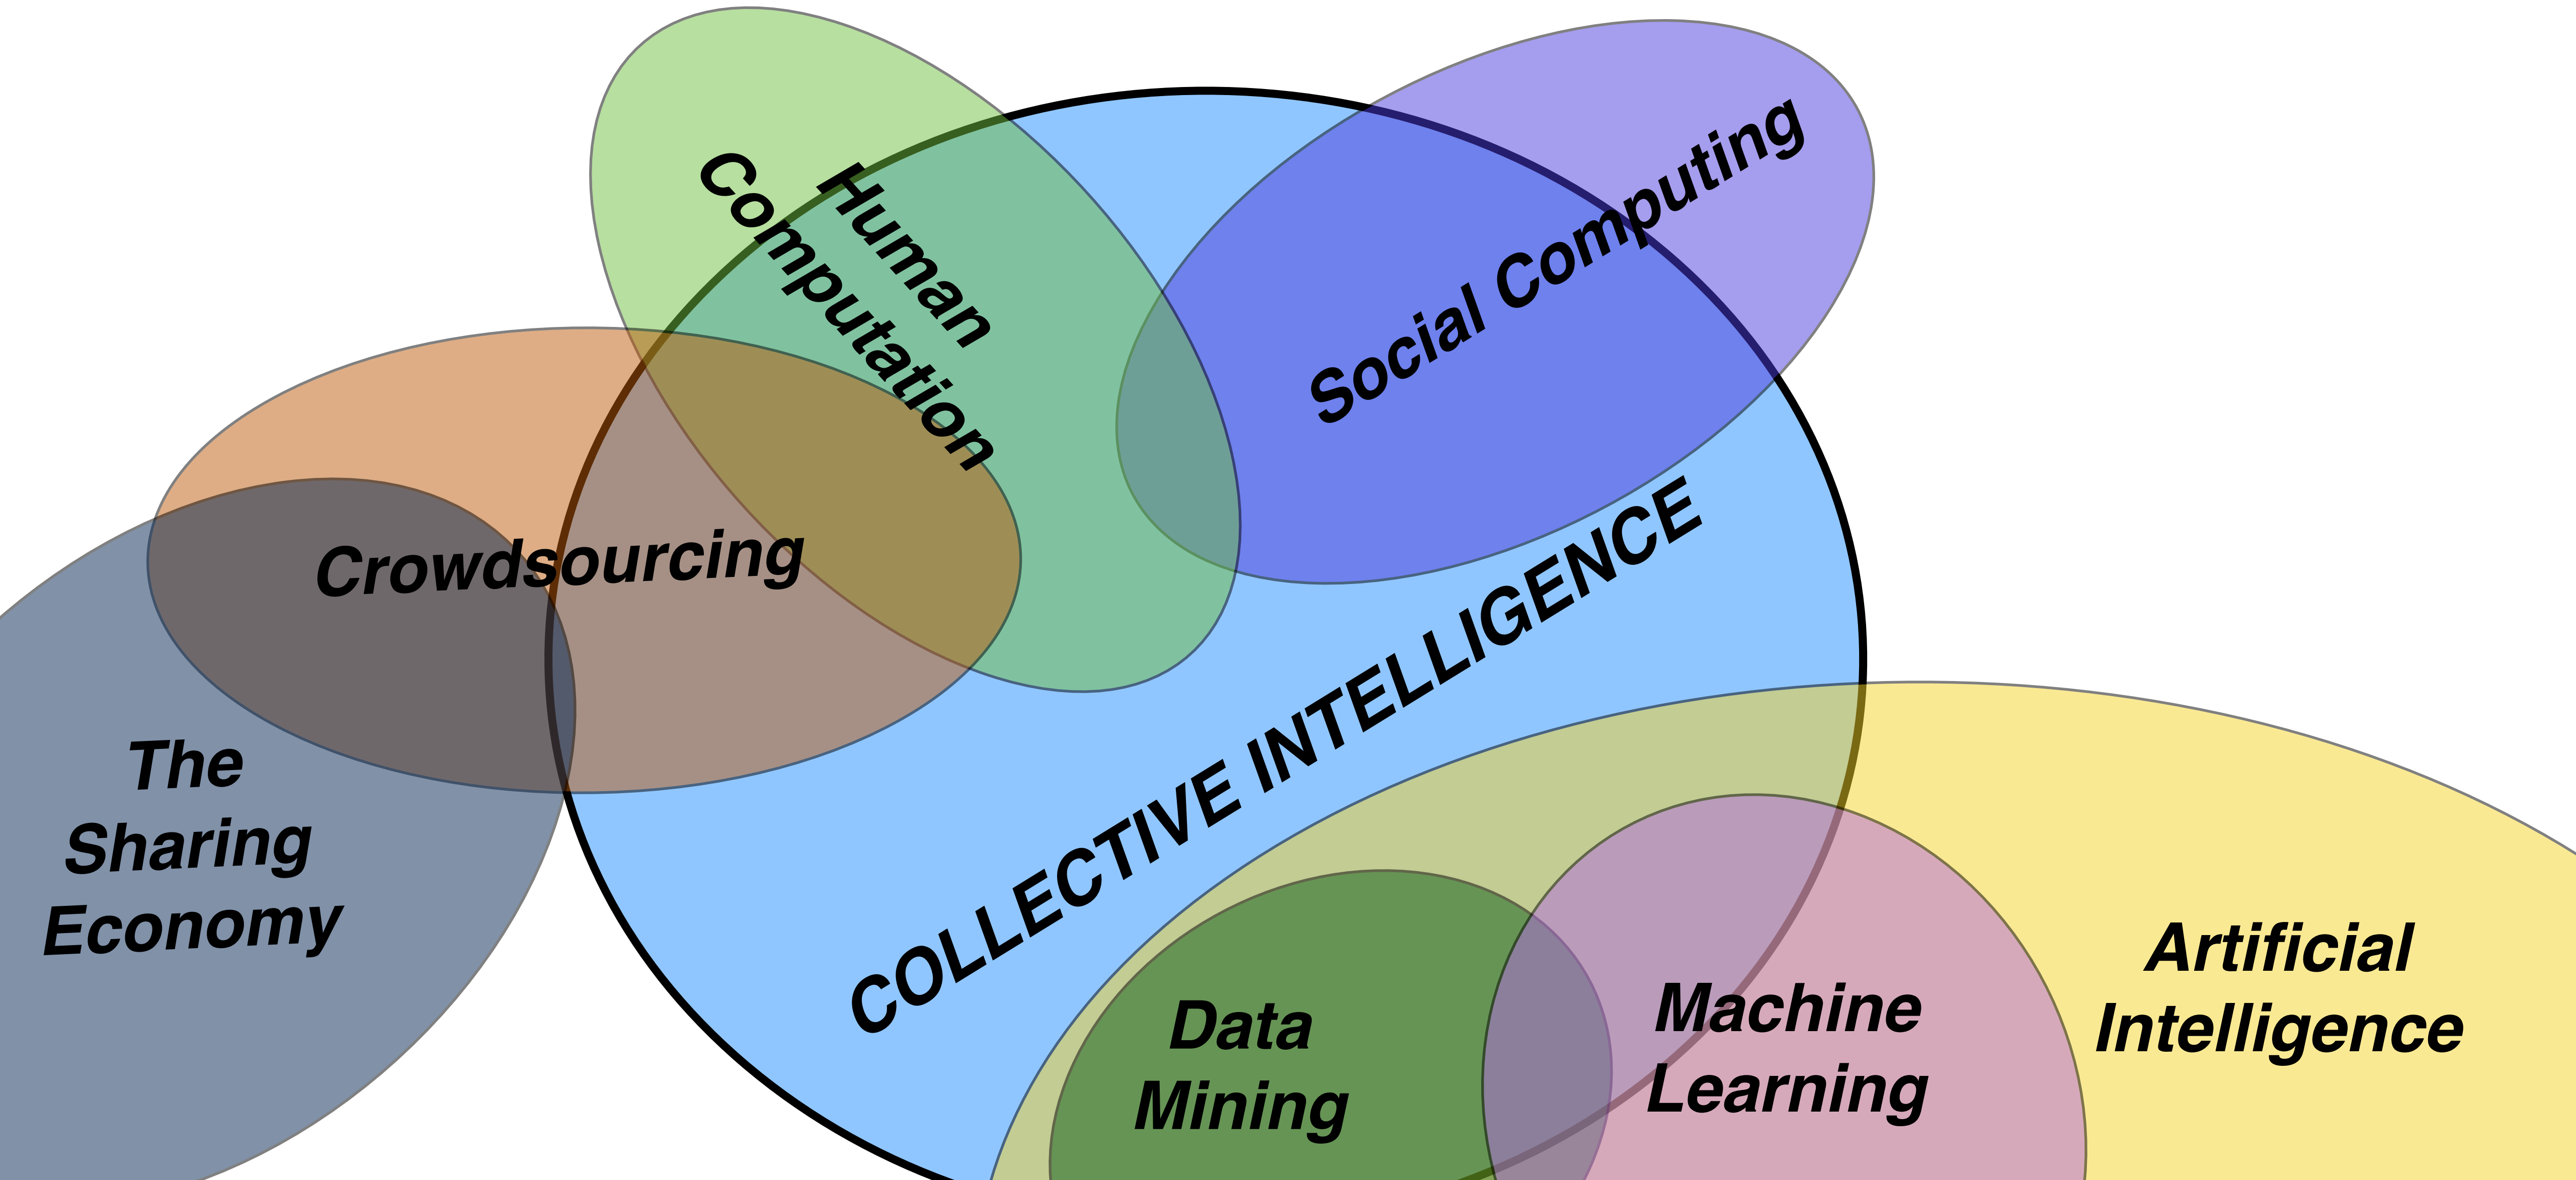 Human
Computation
Social Computing
Crowdsourcing
COLLECTIVE INTELLIGENCE
The
Sharing
Economy
Data
Mining
Machine
Learning
Artificial
Intelligence